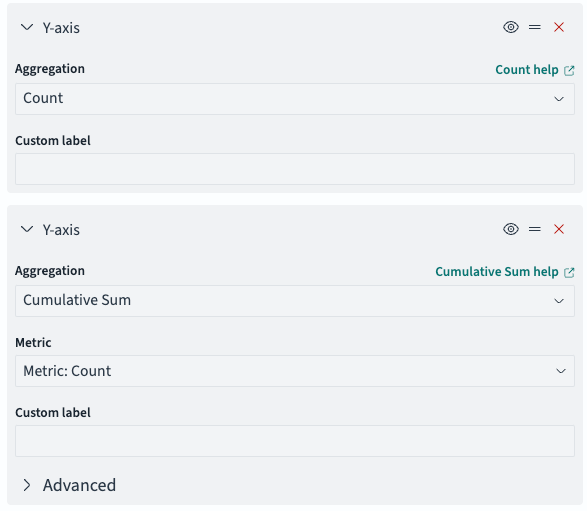 Y-axis
Aggregation Count help
Count
Custom label
Y-axis
Aggregation Cumulative Sum help
Cumulative Sum
Metric
Metric: Count
Custom label
Advanced